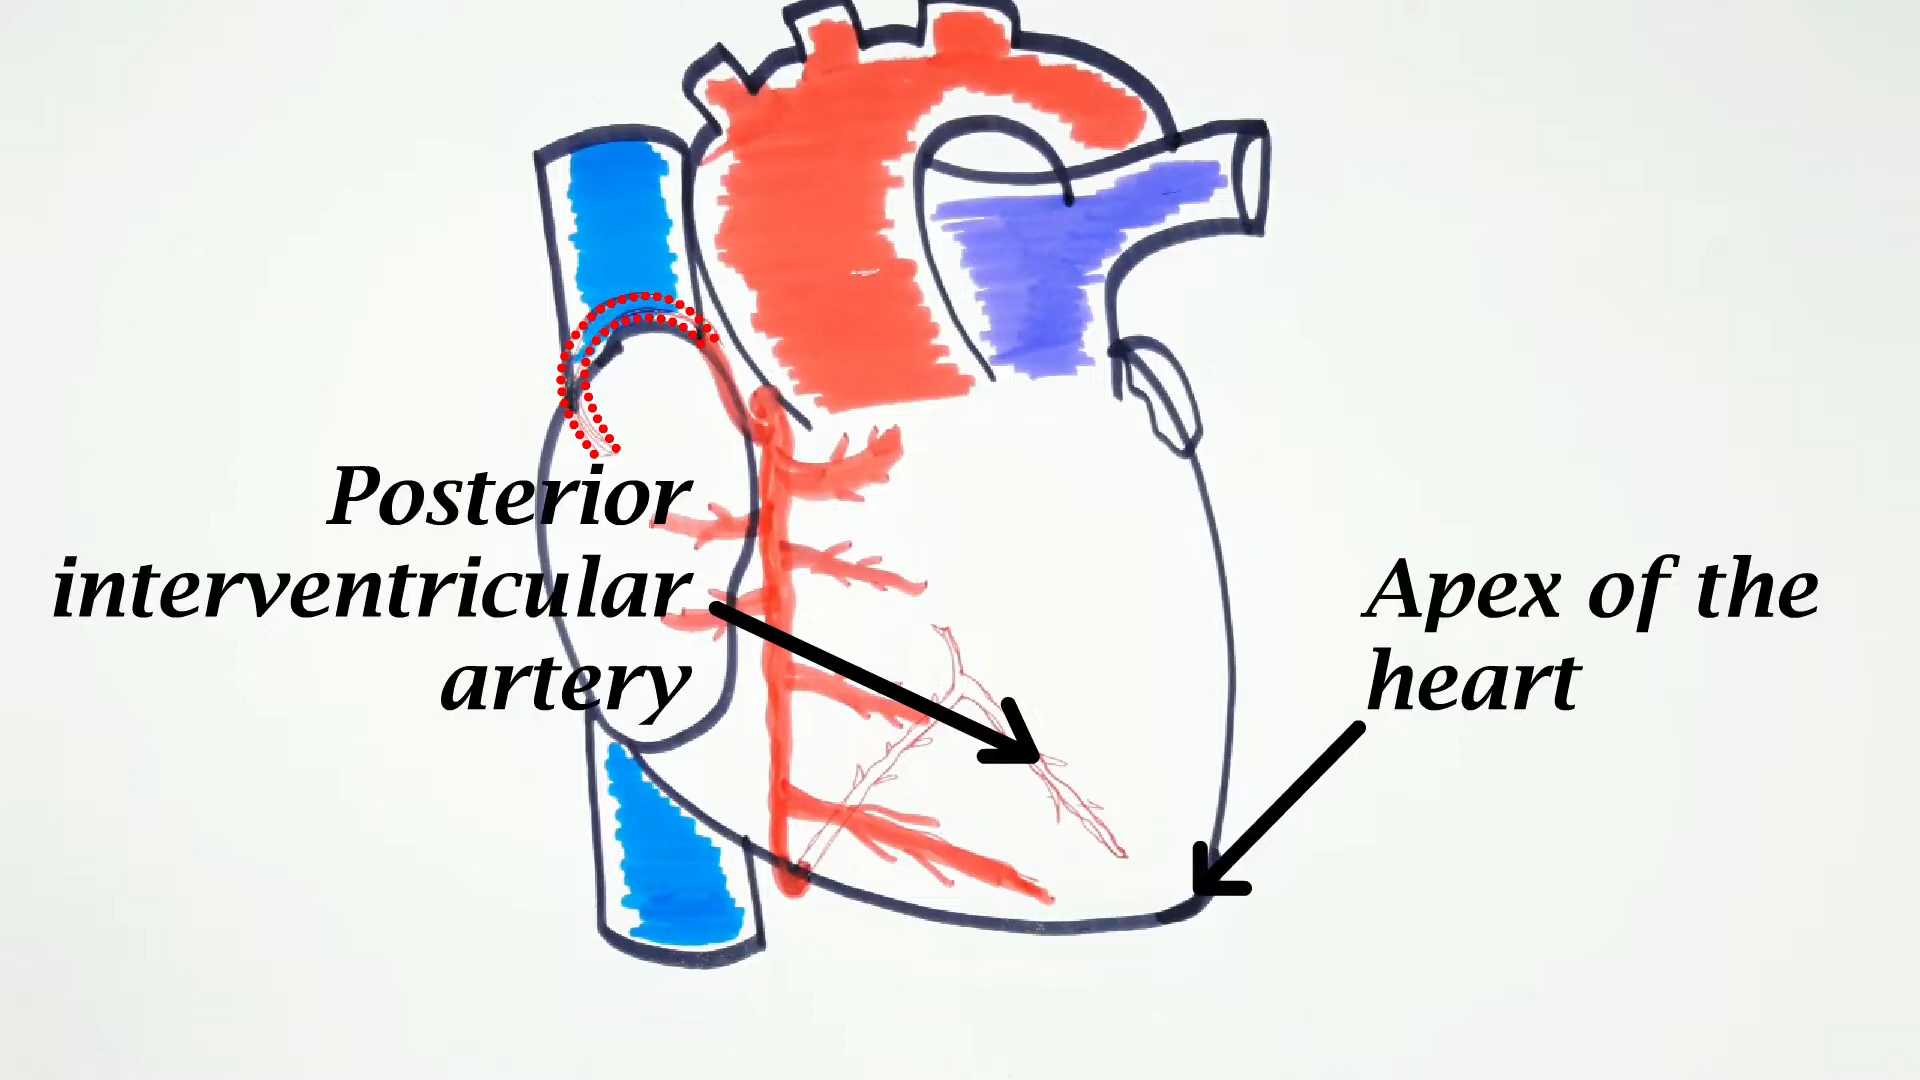 Posterior
interventricular
artery
Apex of the
heart